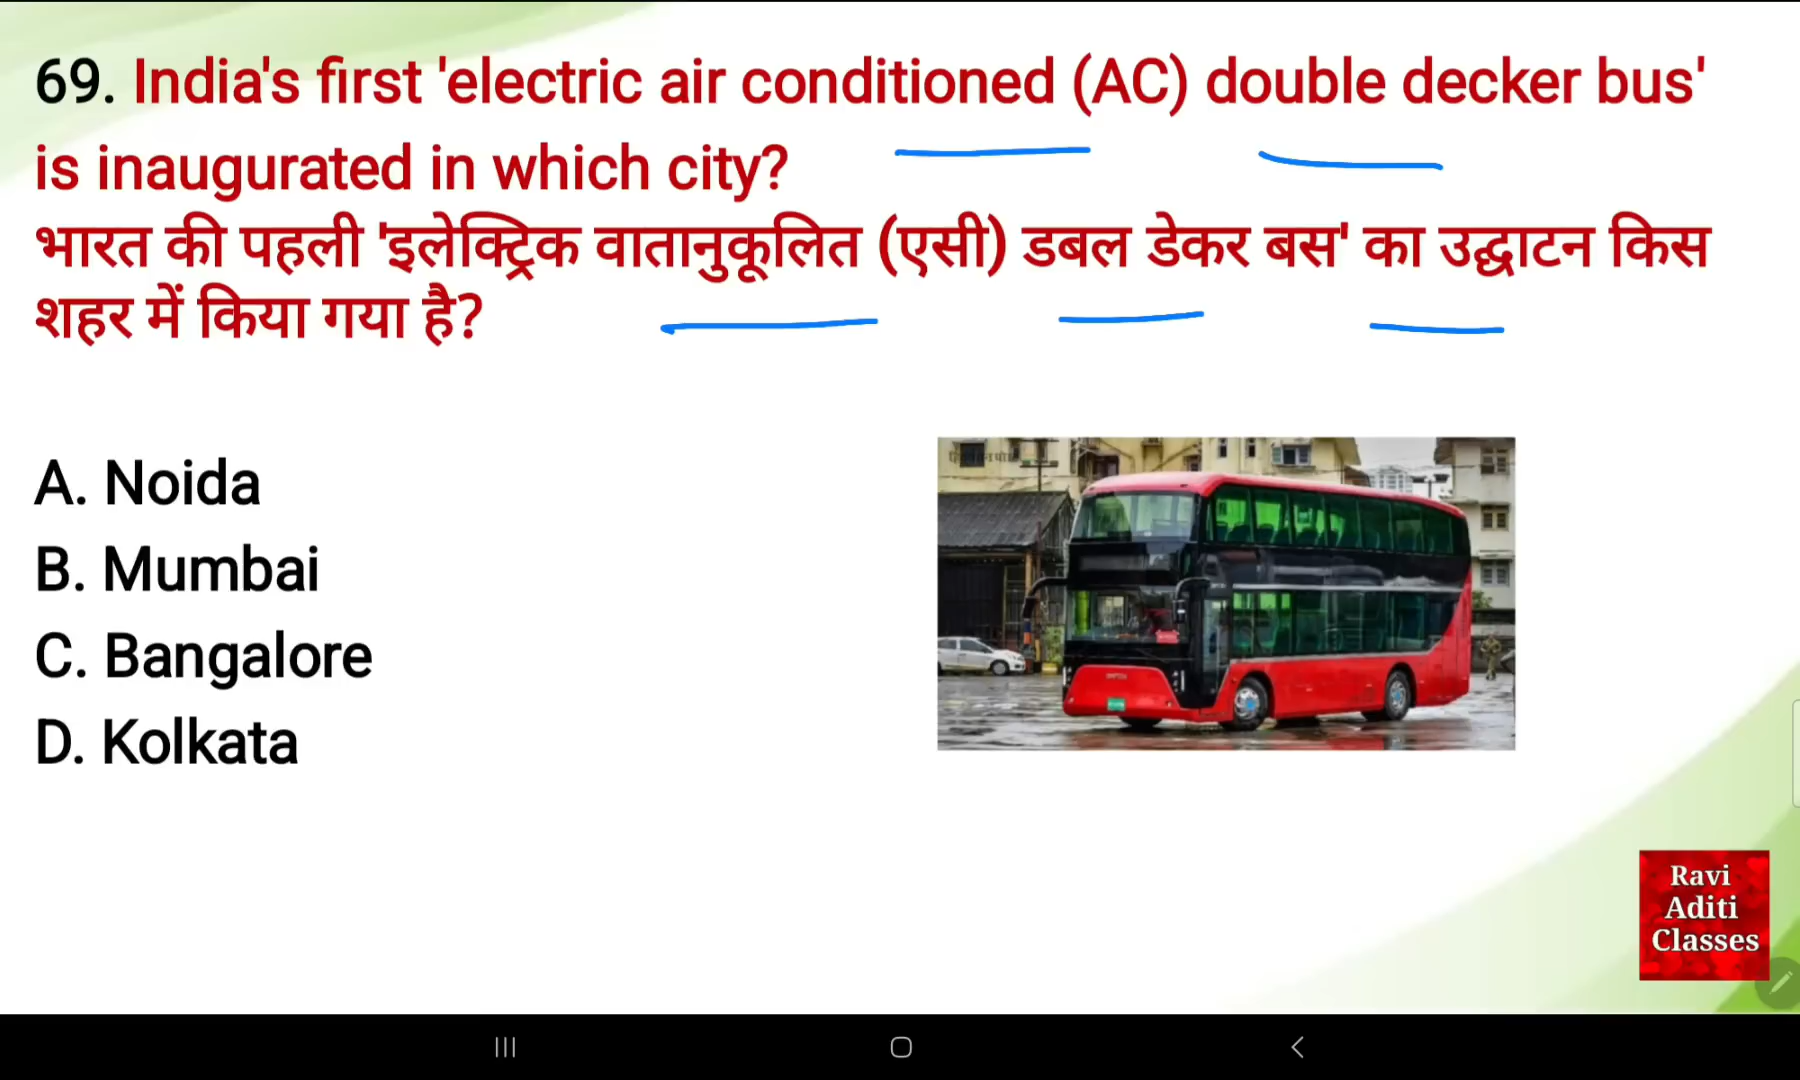 69. India's first 'electric air conditioned (AC) double decker bus'
is inaugurated in which city?
भारत की पहली 'इलेक्ट्रिक वातानुकूलित (एसी) डबल डेकर बस' का उद्घाटन किस
शहर में किया गया है?
A. Noida
B. Mumbai
C. Bangalore
D. Kolkata
Ravi
Aditi
Classes